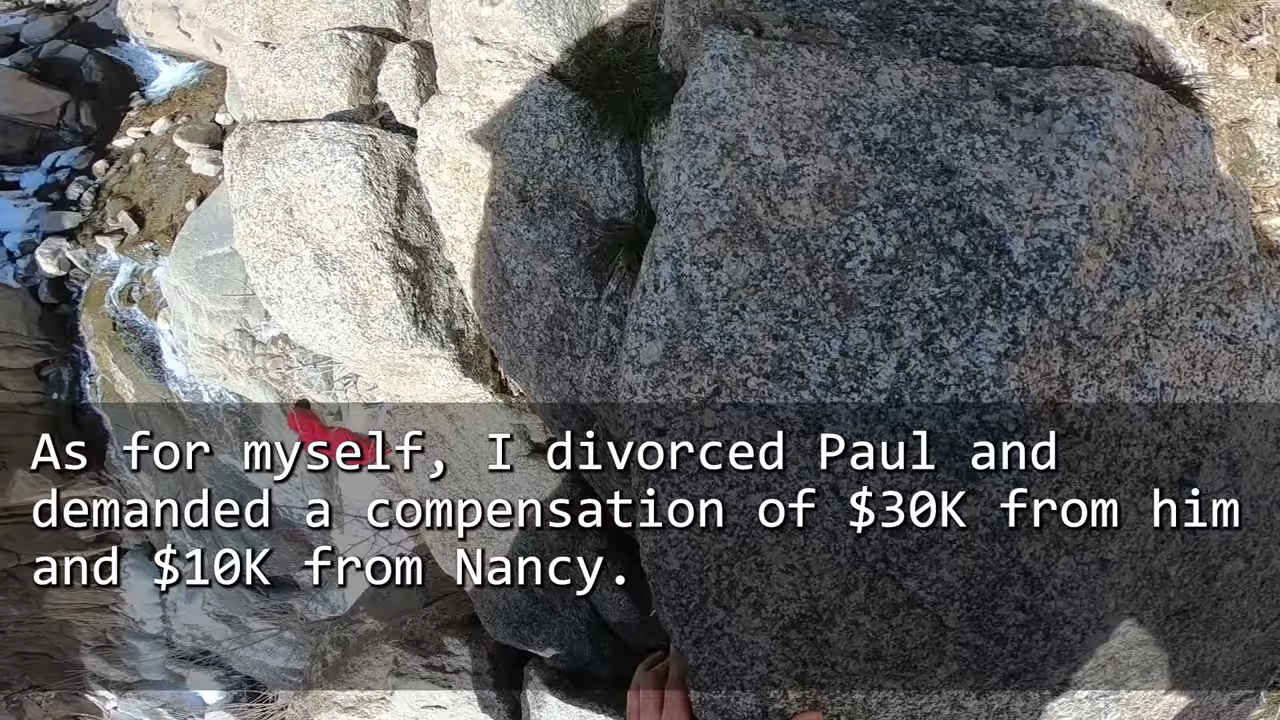 As for myself, I divorced Paul and
demanded a compensation of $30K from him
and $10K from Nancy.